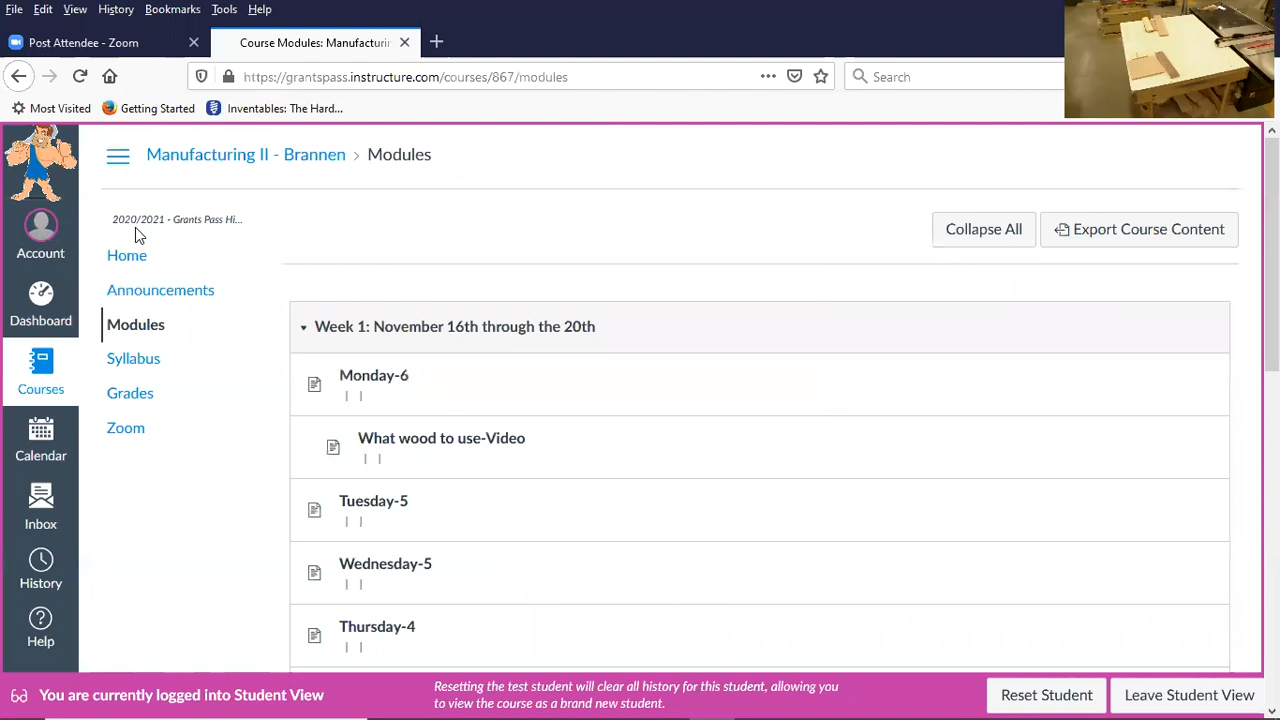 File Edit View History Bookmarks Tools Help
Post Attendee - Zoom
Course Modules: Manufacturin
https://grantspass.instructure.com/courses/867/modules
Search
Most Visited
Getting Started
Inventables: The Hard...
Manufacturing II - Brannen > Modules
Account
Dashboard
Courses
Calendar
Inbox
History
Help
2020/2021 - Grants Pass Hi...
Home
Announcements
Modules
Syllabus
Grades
Zoom
Collapse All
Export Course Content
Week 1: November 16th through the 20th
Monday-6
What wood to use-Video
Tuesday-5
Wednesday-5
Thursday-4
You are currently logged into Student View
Resetting the test student will clear all history for this student, allowing you
to view the course as a brand new student.
Reset Student
Leave Student View